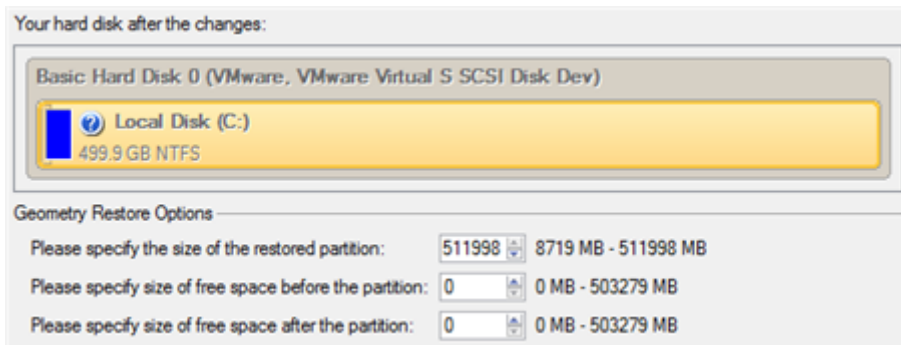 Your hard disk after the changes:
Basic Hard Disk 0 (VMware, VMware Virtual S SCSI Disk Dev)
? Local Disk (C:)
499.9 GB NTFS
Geometry Restore Options
Please specify the size of the restored partition: 511998 8719 MB - 511998 MB
Please specify size of free space before the partition: 0 0 MB - 503279 MB
Please specify size of free space after the partition: 0 0 MB - 503279 MB